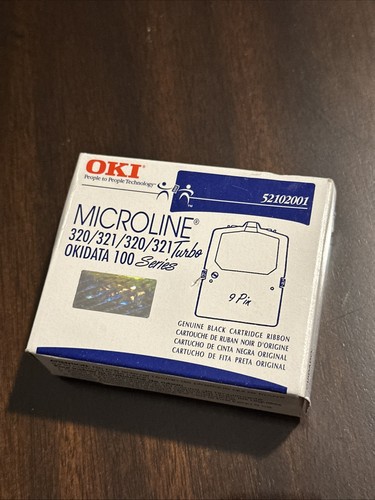 OKI®
People to People Technology™
52102001
MICROLINE®
320/321/320/321 Turbo
OKIDATA 100 Series
9 Pin
GENUINE BLACK CARTRIDGE RIBBON
CARTOUCHE DE RUBAN NOIR D'ORIGINE
CARTUCHO DE CINTA NEGRA ORIGINAL
CARTUCHO DE FITA PRETA ORIGINAL